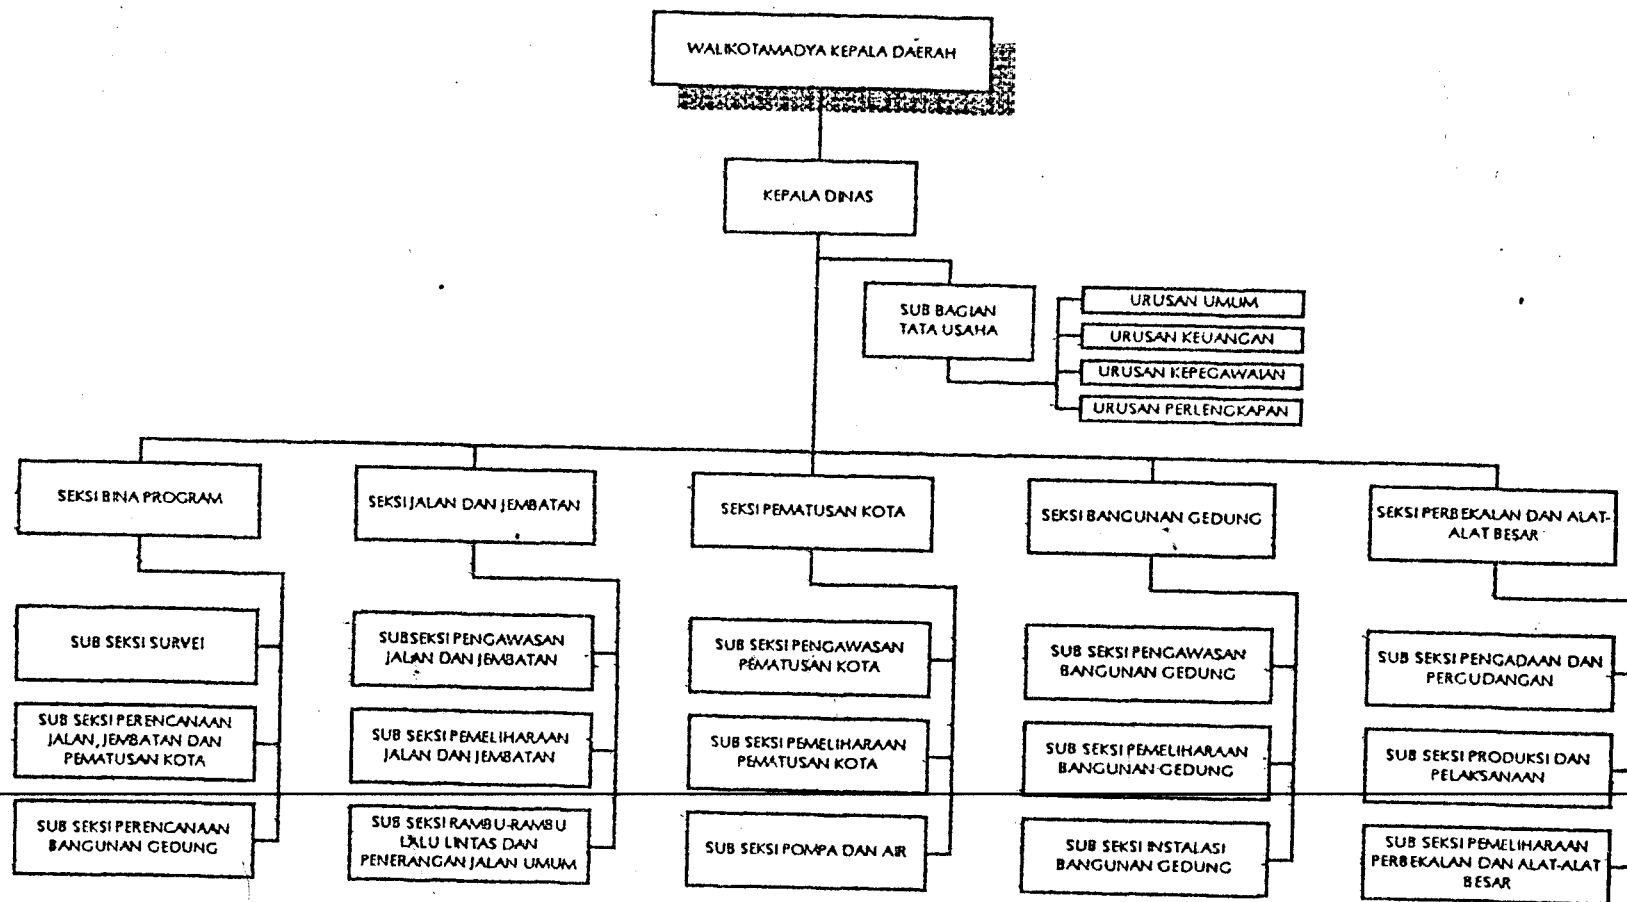 WALIKOTAMADYA KEPALA DAERAH
KEPALA DINAS
SUB BAGIAN
TATA USAHA
URUSAN UMUM
URUSAN KEUANGAN
URUSAN KEPEGAWAIAN
URUSAN PERLENGKAPAN
SEKSI BINA PROGRAM
SEKSI JALAN DAN JEMBATAN
SEKSI PEMATUSAN KOTA
SEKSI BANGUNAN GEDUNG
SEKSI PERBEKALAN DAN ALAT-
ALAT BESAR
SUB SEKSI SURVEI
SUB SEKSI PERENCANAAN
JALAN, JEMBATAN DAN
PEMATUSAN KOTA
SUB SEKSI PERENCANAAN
BANGUNAN GEDUNG
SUBSEKSI PENGAWASAN
JALAN DAN JEMBATAN
SUB SEKSI PEMELIHARAAN
JALAN DAN JEMBATAN
SUB SEKSI RAMBU-RAMBU
LALU LINTAS DAN
PENERANGAN JALAN UMUM
SUB SEKSI PENGAWASAN
PEMATUSAN KOTA
SUB SEKSI PEMELIHARAAN
PEMATUSAN KOTA
SUB SEKSI POMPA DAN AIR
SUB SEKSI PENGAWASAN
BANGUNAN GEDUNG
SUB SEKSI PEMELIHARAAN
BANGUNAN GEDUNG
SUB SEKSI INSTALASI
BANGUNAN GEDUNG
SUB SEKSI PENGADAAN DAN
PERGUDANGAN
SUB SEKSI PRODUKSI DAN
PELAKSANAAN
SUB SEKSI PEMELIHARAAN
PERBEKALAN DAN ALAT-ALAT
BESAR